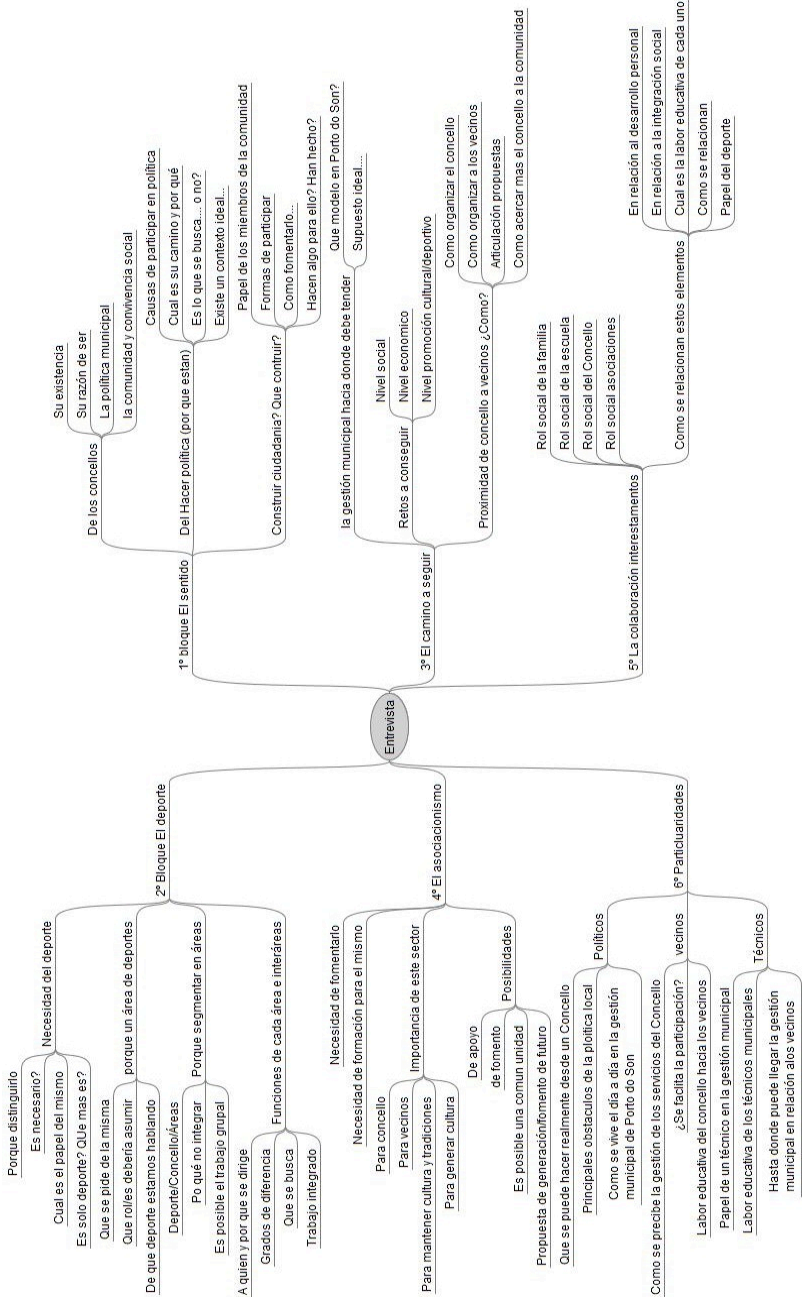 Entrevista
1º bloque El sentido
De los concellos
Su existencia
Su razón de ser
La política municipal
la comunidad y convivencia social
Del Hacer política (por que estan)
Causas de participar en política
Cual es su camino y por qué
Es lo que se busca.... o no?
Existe un contexto ideal...
Construir ciudadania? Que contruir?
Papel de los miembros de la comunidad
Formas de participar
Como fomentarlo...
Hacen algo para ello? Han hecho?
2º Bloque El deporte
Necesidad del deporte
Porque distinguirlo
Es necesario?
Cual es el papel del mismo
Es solo deporte? QUe mas es?
porque un área de deportes
Que se pide de la misma
Que rol/es debería asumir
De que deporte estamos hablando
Porque segmentar en áreas
Deporte/Concello/Áreas
Po qué no integrar
Es posible el trabajo grupal
Funciones de cada área e interáreas
A quien y por que se dirige
Grados de diferencia
Que se busca
Trabajo integrado
3º El camino a seguir
la gestión municipal hacia donde debe tender
Que modelo en Porto do Son?
Supuesto ideal....
Retos a conseguir
Nivel social
Nivel economico
Nivel promoción cultural/deportivo
Proximidad de concello a vecinos ¿Como?
Como organizar el concello
Como organizar a los vecinos
Articulación propuestas
Como acercar mas el concello a la comunidad
4º El asociacionismo
Necesidad de fomentarlo
Necesidad de formación para el mismo
Importancia de este sector
Para concello
Para vecinos
Para mantener cultura y tradiciones
Para generar cultura
Posibilidades
De apoyo
de fomento
Es posible una comun unidad
Propuesta de generación/fomento de futuro
5º La colaboración interestamentos
Rol social de la familia
Rol social de la escuela
Rol social del Concello
Rol social asociaciones
Como se relacionan estos elementos
En relación al desarrollo personal
En relación a la integración social
Cual es la labor educativa de cada uno
Como se relacionan
Papel del deporte
6º Particluaridades
Políticos
Que se puede hacer realmente desde un Concello
Principales obstaculos de la ploitica local
Como se vive el día a día en la gestión
municipal de Porto do Son
vecinos
Como se precibe la gestión de los servicios del Concello
¿Se facilita la participación?
Labor educativa del concello hacia los vecinos
Técnicos
Papel de un técnico en la gestión municipal
Labor educativa de los técnicos municipales
Hasta donde puede llegar la gestión
municipal en relación alos vecinos